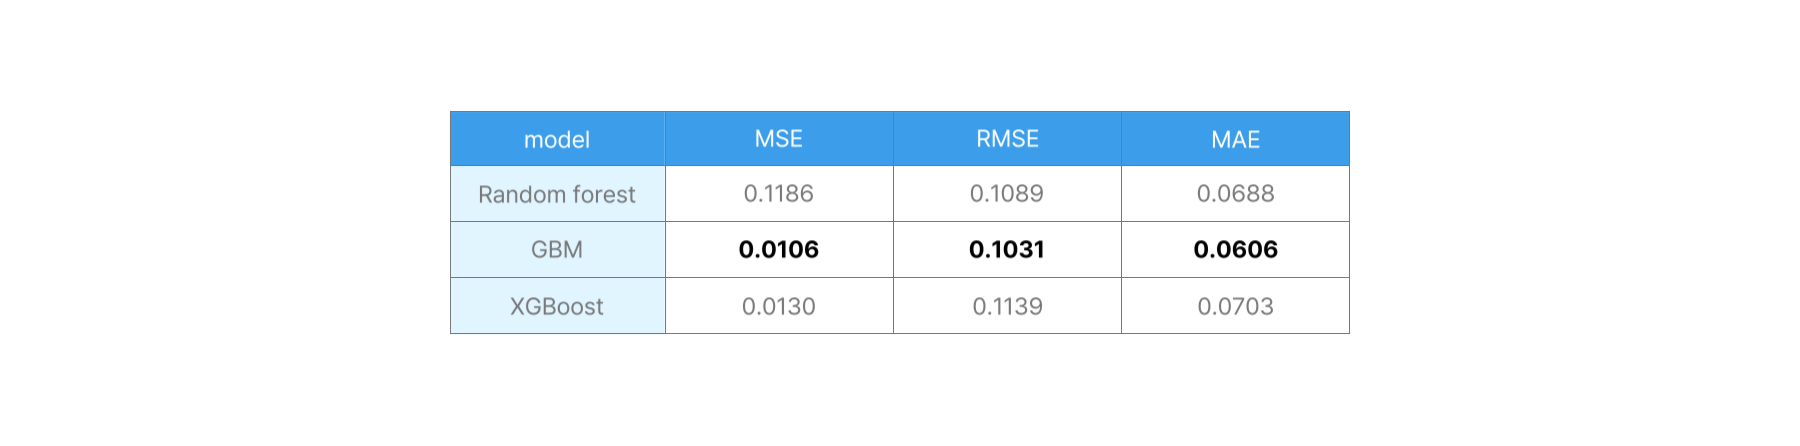 model MSE RMSE MAE
Random forest 0.1186 0.1089 0.0688
GBM 0.0106 0.1031 0.0606
XGBoost 0.0130 0.1139 0.0703